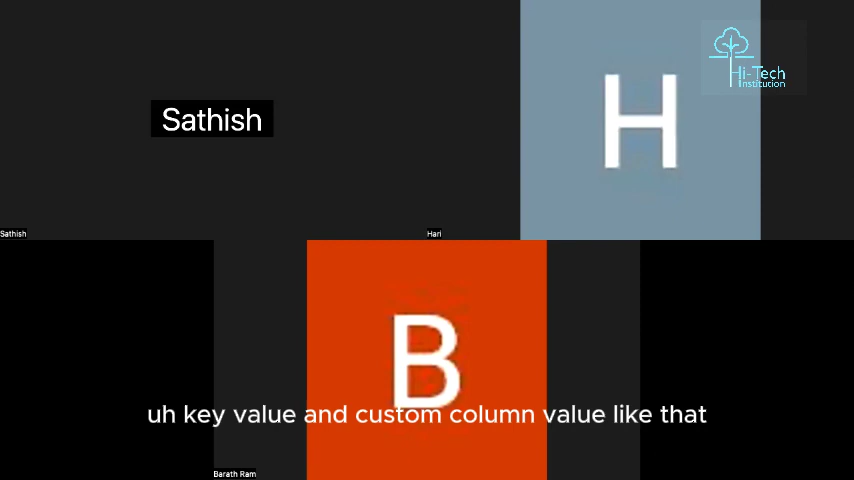 Sathish
H
Hi-Tech
Institution
Sathish
Hari
B
uh key value and custom column value like that
Barath Ram